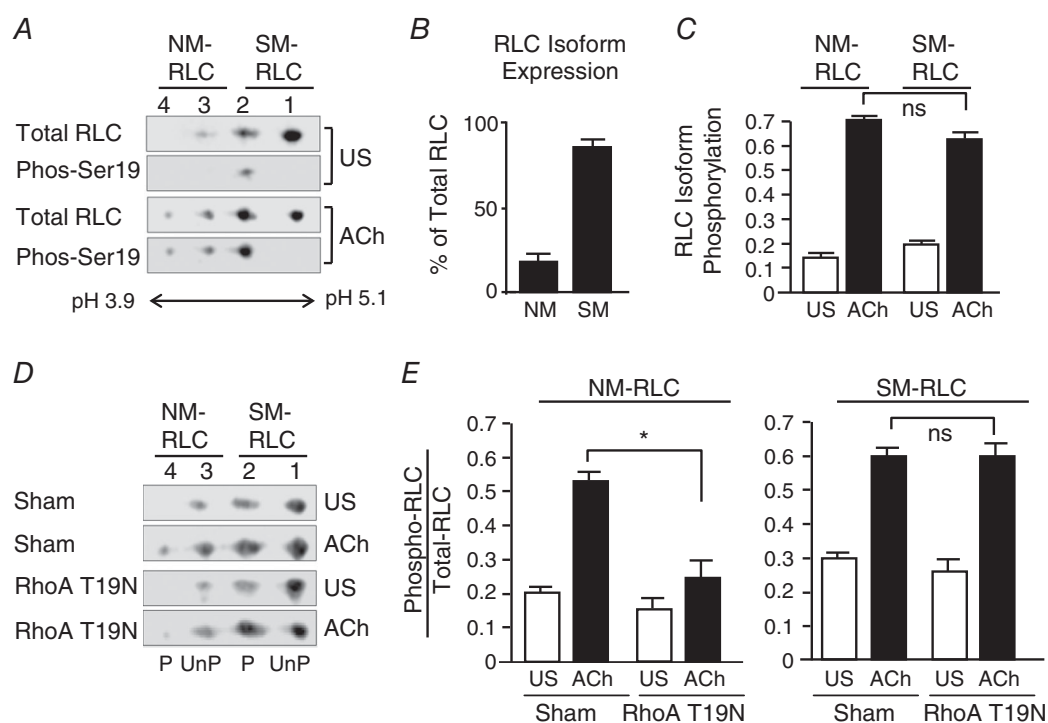 A
NM-
RLC
SM-
RLC
4 3 2 1
Total RLC
Phos-Ser19
US
Total RLC
Phos-Ser19
ACh
pH 3.9
pH 5.1
B
RLC Isoform
Expression
% of Total RLC
100
50
0
NM SM
C
NM-
RLC
SM-
RLC
ns
RLC Isoform
Phosphorylation
0.7
0.6
0.5
0.4
0.3
0.2
0.1
0
US ACh US ACh
D
NM-
RLC
SM-
RLC
4 3 2 1
Sham US
Sham ACh
RhoA T19N US
RhoA T19N ACh
P UnP P UnP
E
NM-RLC
Phospho-RLC
Total-RLC
0.7
0.6
0.5
0.4
0.3
0.2
0.1
0
*
US ACh US ACh
Sham RhoA T19N
SM-RLC
0.7
0.6
0.5
0.4
0.3
0.2
0.1
0
ns
US ACh US ACh
Sham RhoA T19N